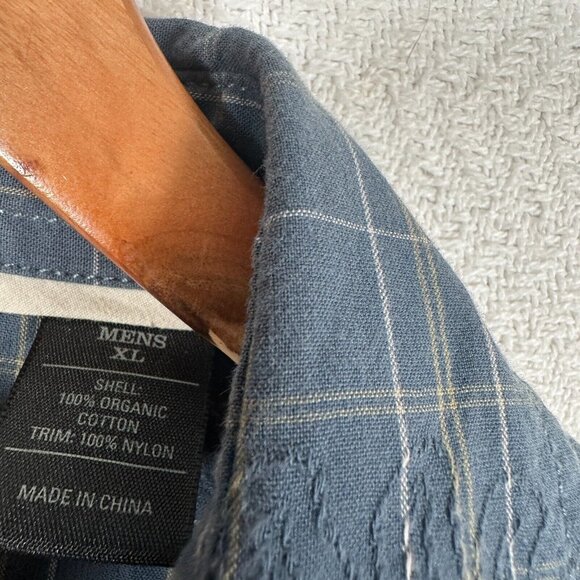 MENS
XL
SHELL:
100% ORGANIC
COTTON
TRIM: 100% NYLON
MADE IN CHINA